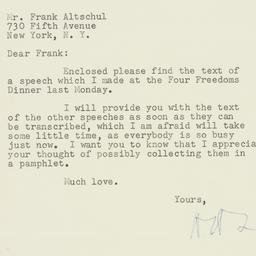 Mr. Frank Altschul
730 Fifth Avenue
New York, N. Y.
Dear Frank:
Enclosed please find the text of
a speech which I made at the Four Freedoms
Dinner last Monday.
I will provide you with the text
of the other speeches as soon as they can
be transcribed, which I am afraid will take
some little time, as everybody is so busy
just now. I want you to know that I apprecia
your thought of possibly collecting them in
a pamphlet.
Much love.
Yours,